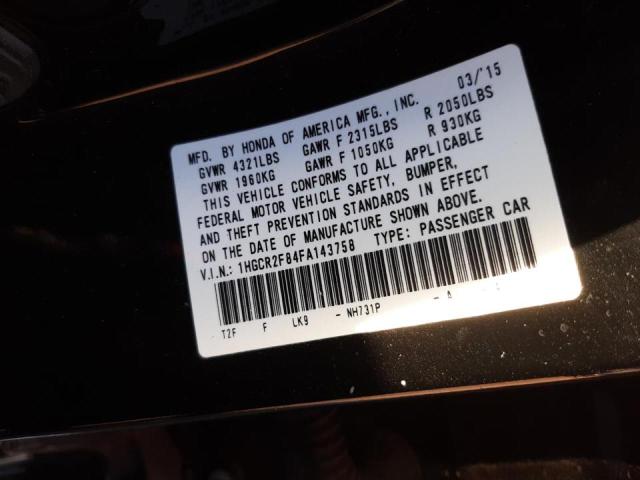 MFD. BY HONDA OF AMERICA MFG., INC. 03/'15
GVWR 4321LBS GAWR F 2315LBS R 2050LBS
GVWR 1960KG GAWR F 1050KG R 930KG
THIS VEHICLE CONFORMS TO ALL APPLICABLE
FEDERAL MOTOR VEHICLE SAFETY, BUMPER,
AND THEFT PREVENTION STANDARDS IN EFFECT
ON THE DATE OF MANUFACTURE SHOWN ABOVE.
V.I.N.: 1HGCR2F84FA143758 TYPE: PASSENGER CAR
T2F F LK9 - NH731P - A